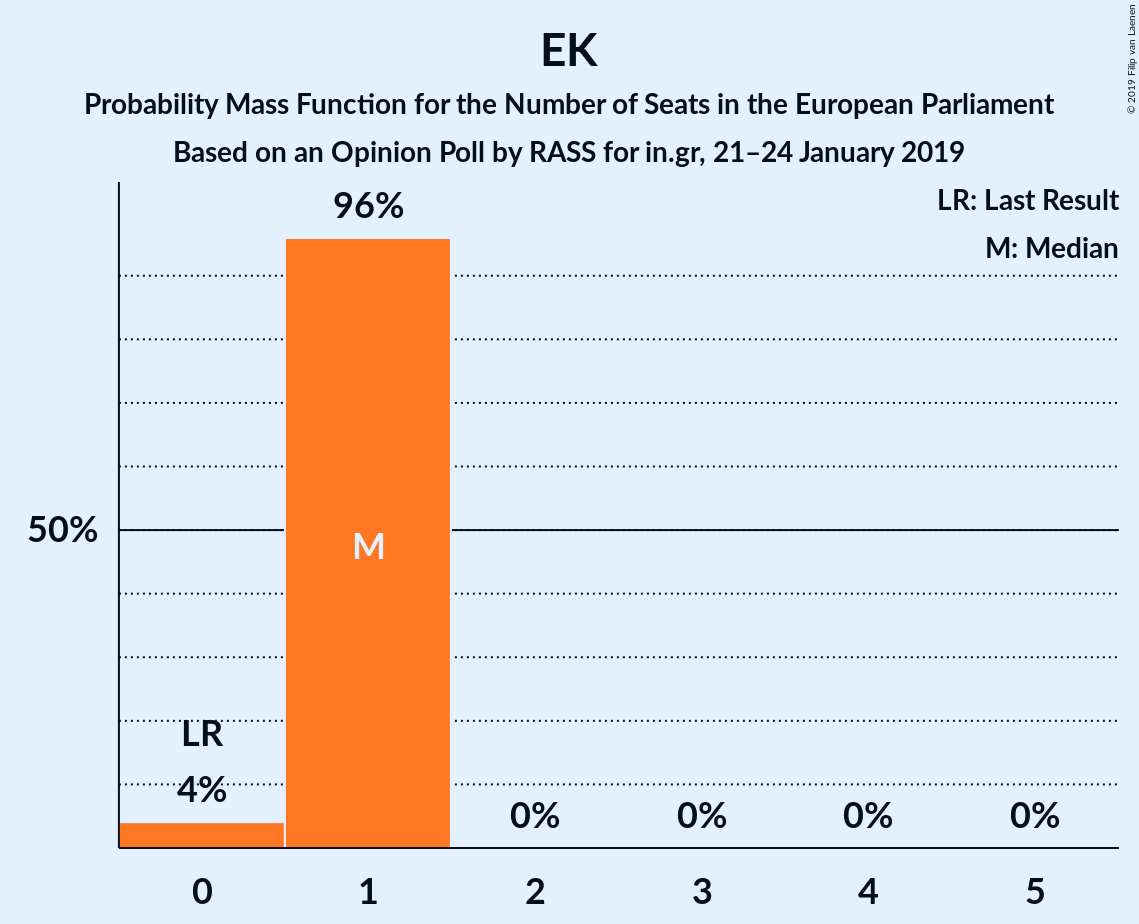 EK
Probability Mass Function for the Number of Seats in the European Parliament
Based on an Opinion Poll by RASS for in.gr, 21–24 January 2019
© 2019 Filip van Laenen
LR: Last Result
M: Median
96%
50%
M
LR
4%
0% 0% 0% 0%
0 1 2 3 4 5